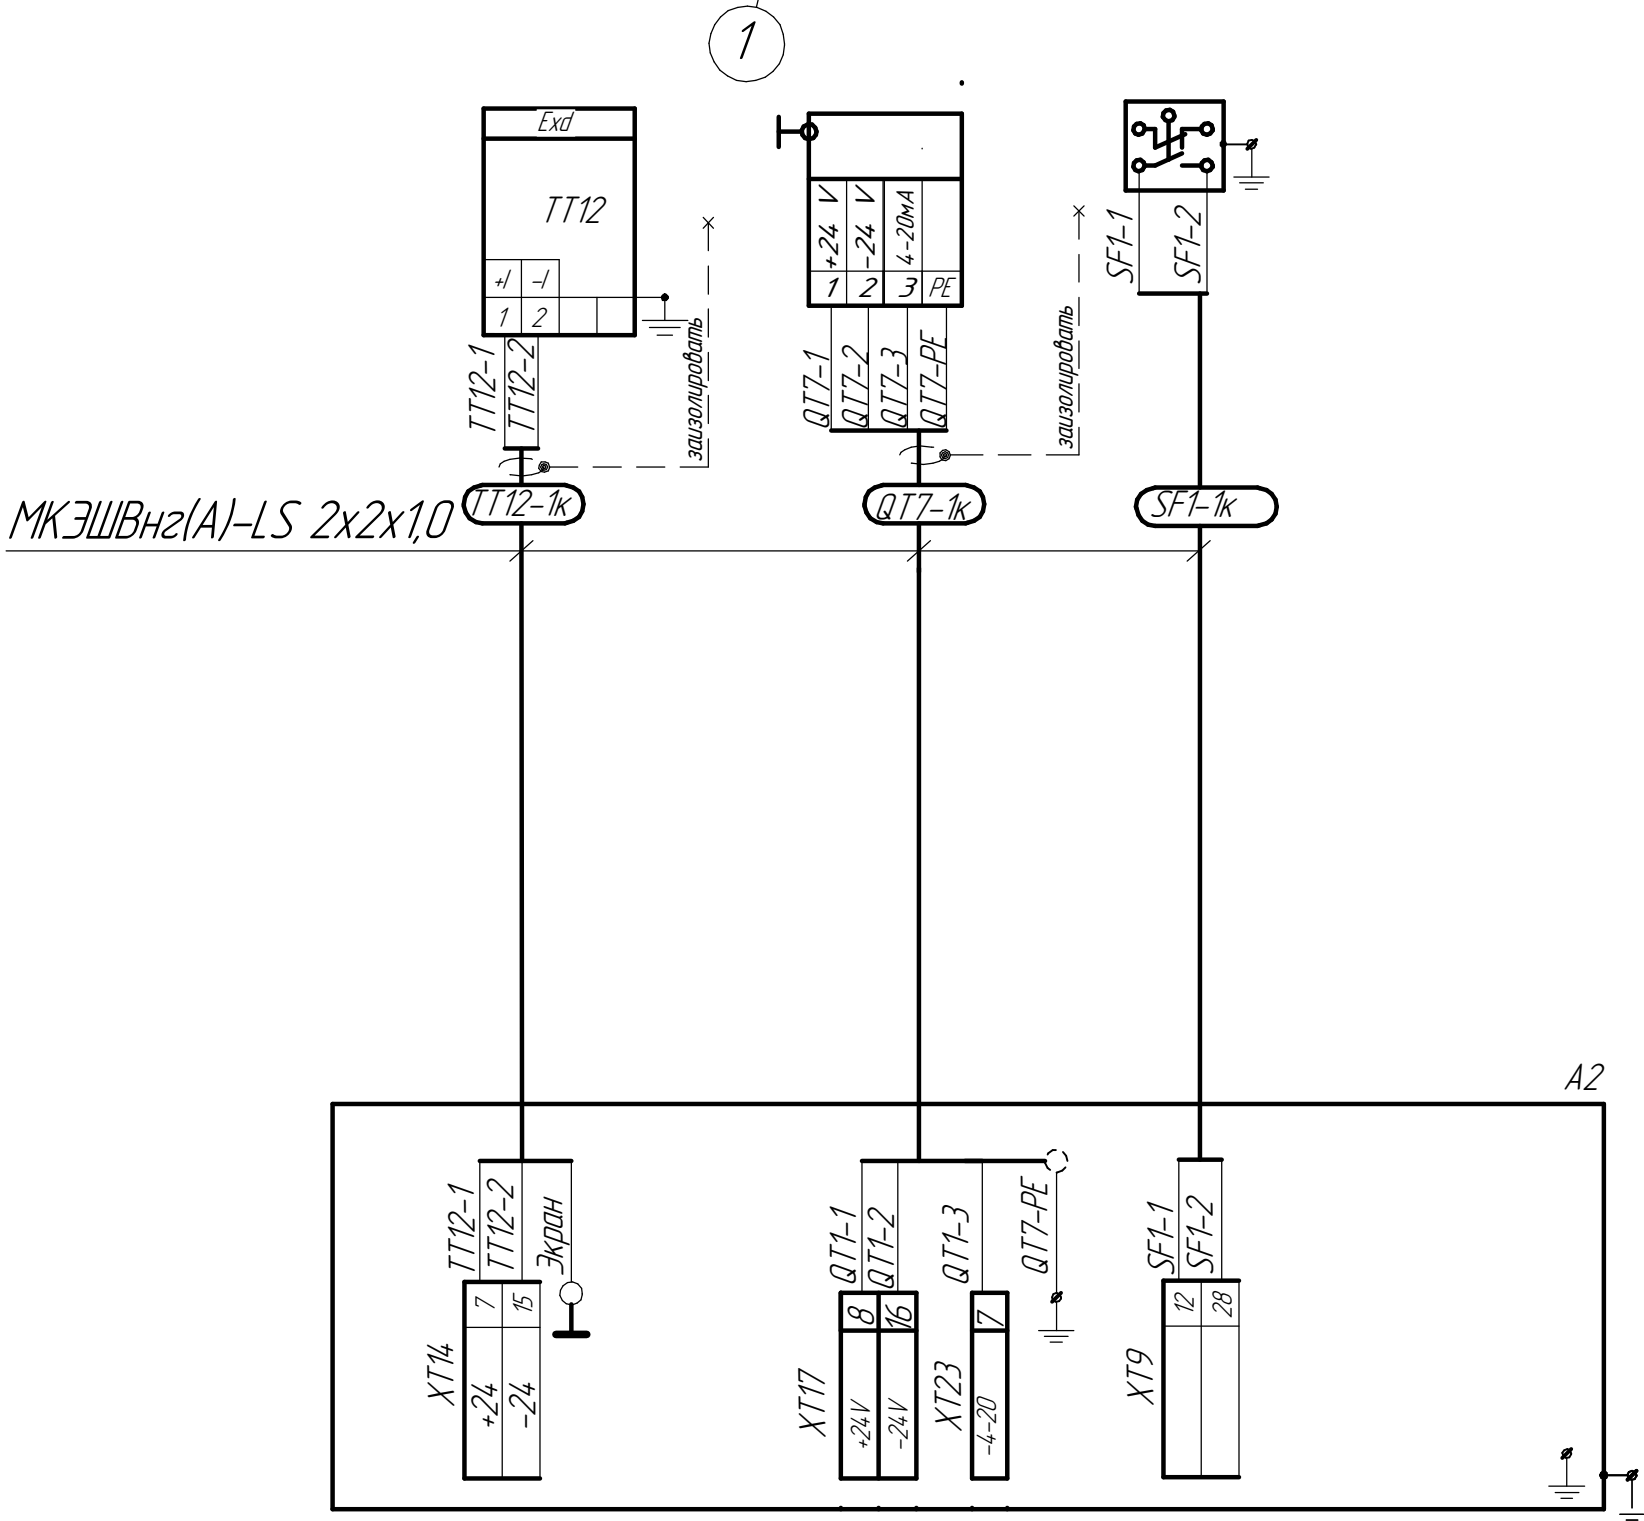 1
Exd
TT12
+I
-I
1
2
TT12-1
TT12-2
заизолировать
+24 V
-24 V
4-20мА
1
2
3
PE
QT7-1
QT7-2
QT7-3
QT7-PE
заизолировать
SF1-1
SF1-2
МКЭШВнг(А)-LS 2х2х1,0
TT12-1к
QT7-1к
SF1-1к
A2
TT12-1
TT12-2
Экран
7
15
XT14
+24
-24
QT1-1
QT1-2
QT1-3
QT7-PE
8
16
7
XT17
+24V
-24V
XT23
-4-20
SF1-1
SF1-2
12
28
XT9